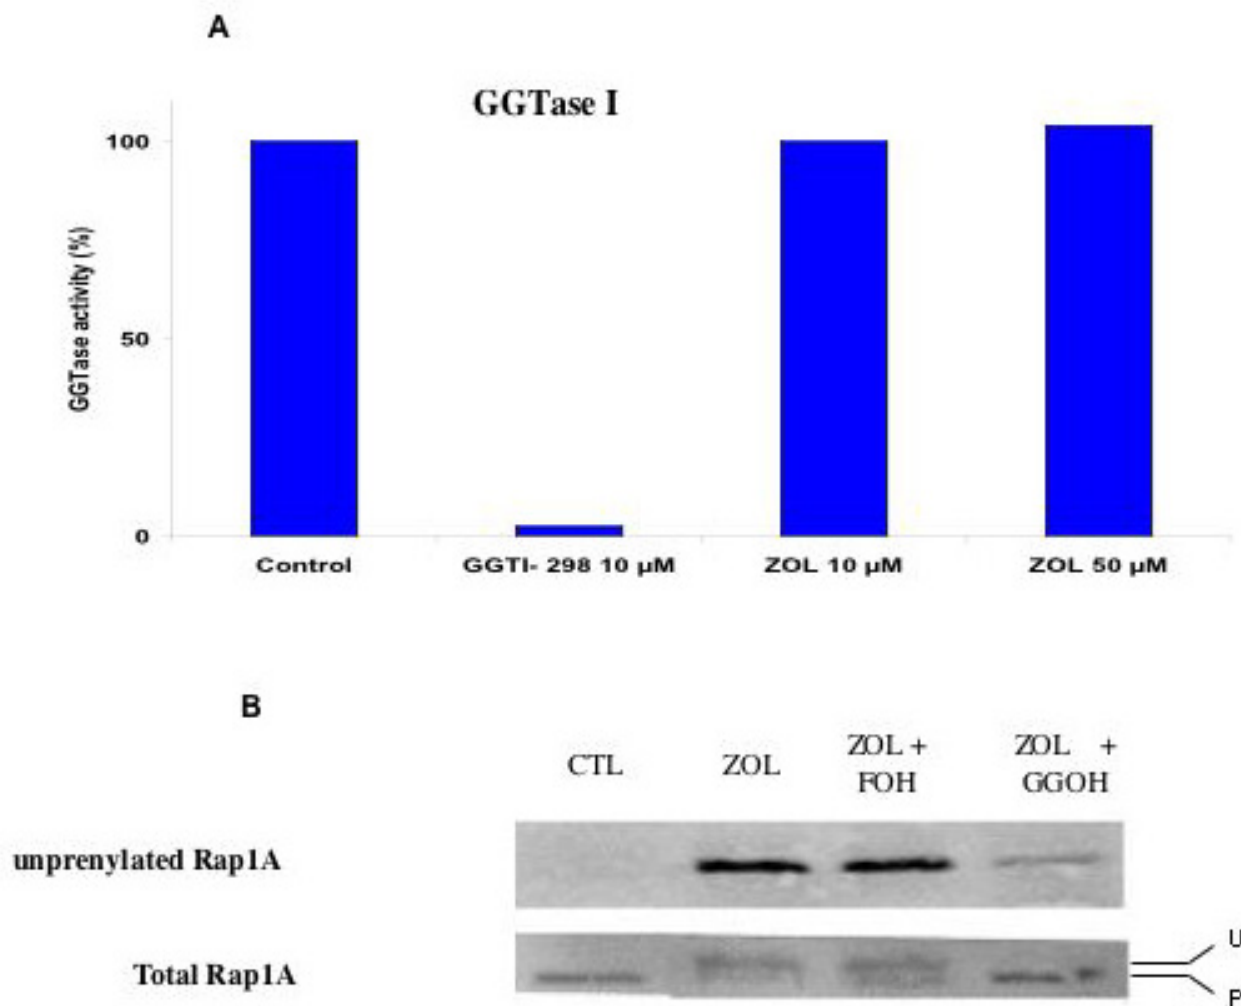 A
GGTase I
GGTase activity (%)
100
50
0
Control
GGTI- 298 10 µM
ZOL 10 µM
ZOL 50 µM
B
CTL
ZOL
ZOL +
FOH
ZOL +
GGOH
unprenylated Rap1A
Total Rap1A
U